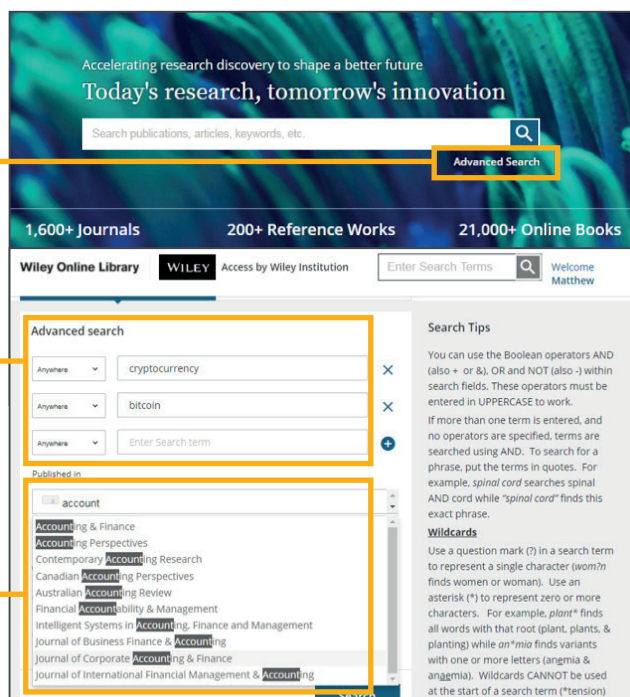 Accelerating research discovery to shape a better future
Today's research, tomorrow's innovation
Search publications, articles, keywords, etc.
Advanced Search
1,600+ Journals 200+ Reference Works 21,000+ Online Books
Wiley Online Library WILEY Access by Wiley Institution Enter Search Terms Welcome
Matthew
Advanced search
Anywhere cryptocurrency
Anywhere bitcoin
Anywhere Enter Search term
Published in
account
Accounting & Finance
Accounting Perspectives
Contemporary Accounting Research
Canadian Accounting Perspectives
Australian Accounting Review
Financial Accountability & Management
Intelligent Systems in Accounting, Finance and Management
Journal of Business Finance & Accounting
Journal of Corporate Accounting & Finance
Journal of International Financial Management & Accounting
Search
Search Tips
You can use the Boolean operators AND
(also + or &), OR and NOT (also -) within
search fields. These operators must be
entered in UPPERCASE to work.
If more than one term is entered, and
no operators are specified, terms are
searched using AND. To search for a
phrase, put the terms in quotes. For
example, spinal cord searches spinal
AND cord while "spinal cord" finds this
exact phrase.
Wildcards
Use a question mark (?) in a search term
to represent a single character (wom?n
finds women or woman). Use an
asterisk (*) to represent zero or more
characters. For example, plant* finds
all words with that root (plant, plants, &
planting) while an*mia finds variants
with one or more letters (anemia &
anaemia). Wildcards CANNOT be used
at the start of a search term (*tension)